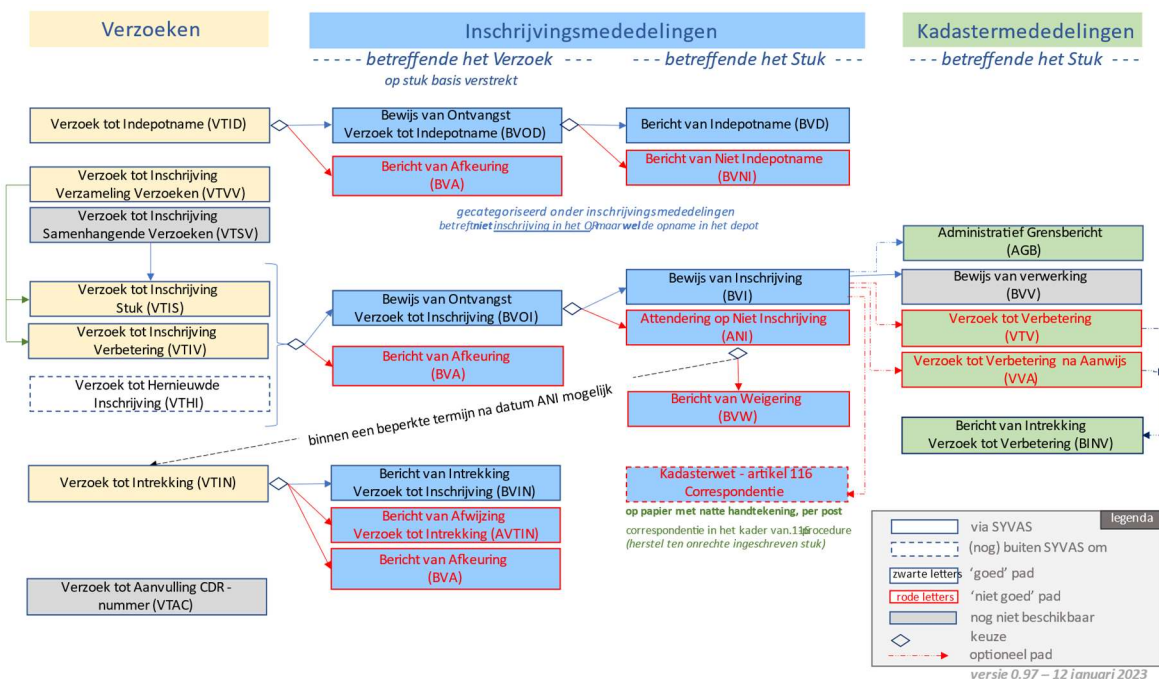 Verzoeken
Inschrijvingsmededelingen
Kadastermededelingen
- - - - - betreffende het Verzoek - - -
op stuk basis verstrekt
- - - betreffende het Stuk - - -
- - - betreffende het Stuk - - -
Verzoek tot Indepotname (VTID)
Bewijs van Ontvangst
Verzoek tot Indepotname (BVOD)
Bericht van Indepotname (BVD)
Bericht van Afkeuring
(BVA)
Bericht van Niet Indepotname
(BVNI)
Verzoek tot Inschrijving
Verzameling Verzoeken (VTVV)
Verzoek tot Inschrijving
Samenhangende Verzoeken (VTSV)
gecategoriseerd onder inschrijvingsmededelingen
betreft niet inschrijving in het OR maar wel de opname in het depot
Administratief Grensbericht
(AGB)
Verzoek tot Inschrijving
Stuk (VTIS)
Bewijs van Ontvangst
Verzoek tot Inschrijving (BVOI)
Bewijs van Inschrijving
(BVI)
Bewijs van verwerking
(BVV)
Verzoek tot Inschrijving
Verbetering (VTIV)
Attendering op Niet Inschrijving
(ANI)
Verzoek tot Verbetering
(VTV)
Bericht van Afkeuring
(BVA)
Verzoek tot Verbetering na Aanwijs
(VVA)
Verzoek tot Hernieuwde
Inschrijving (VTHI)
Bericht van Weigering
(BVW)
binnen een beperkte termijn na datum ANI mogelijk
Bericht van Intrekking
Verzoek tot Verbetering (BINV)
Verzoek tot Intrekking (VTIN)
Bericht van Intrekking
Verzoek tot Inschrijving (BVIN)
Kadasterwet - artikel 116
Correspondentie
op papier met natte handtekening, per post
correspondentie in het kader van 116 procedure
(herstel ten onrechte ingeschreven stuk)
Bericht van Afwijzing
Verzoek tot Intrekking (AVTIN)
Bericht van Afkeuring
(BVA)
Verzoek tot Aanvulling CDR -
nummer (VTAC)
legenda
via SYVAS
(nog) buiten SYVAS om
zwarte letters 'goed' pad
rode letters 'niet goed' pad
nog niet beschikbaar
keuze
optioneel pad
versie 0.97 – 12 januari 2023